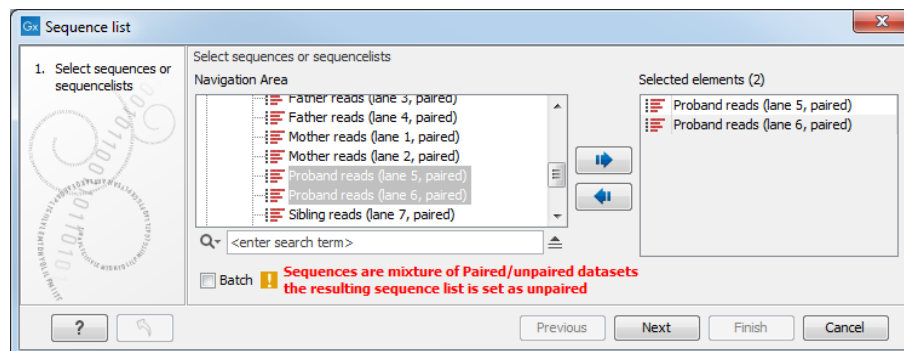 Gx Sequence list
1. Select sequences or
sequencelists
Select sequences or sequencelists
Navigation Area
Father reads (lane 3, paired)
Father reads (lane 4, paired)
Mother reads (lane 1, paired)
Mother reads (lane 2, paired)
Proband reads (lane 5, paired)
Proband reads (lane 6, paired)
Sibling reads (lane 7, paired)
<enter search term>
Batch
Sequences are mixture of Paired/unpaired datasets
the resulting sequence list is set as unpaired
Selected elements (2)
Proband reads (lane 5, paired)
Proband reads (lane 6, paired)
?
Previous
Next
Finish
Cancel